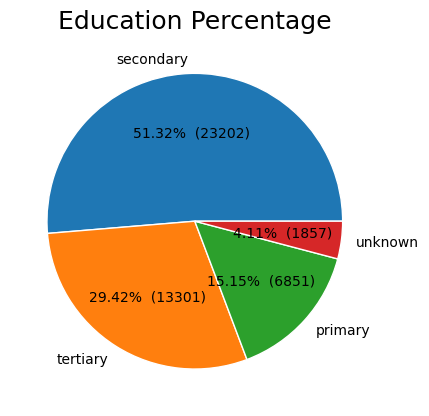 Education Percentage
secondary
51.32%  (23202)
4.11%  (1857)
unknown
15.15%  (6851)
29.42%  (13301)
primary
tertiary